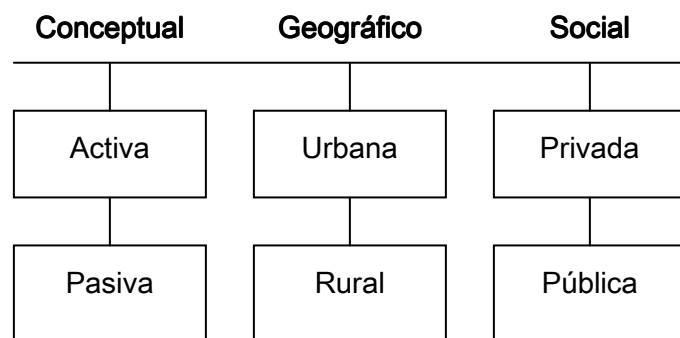 Conceptual Geográfico Social
Activa Urbana Privada
Pasiva Rural Pública